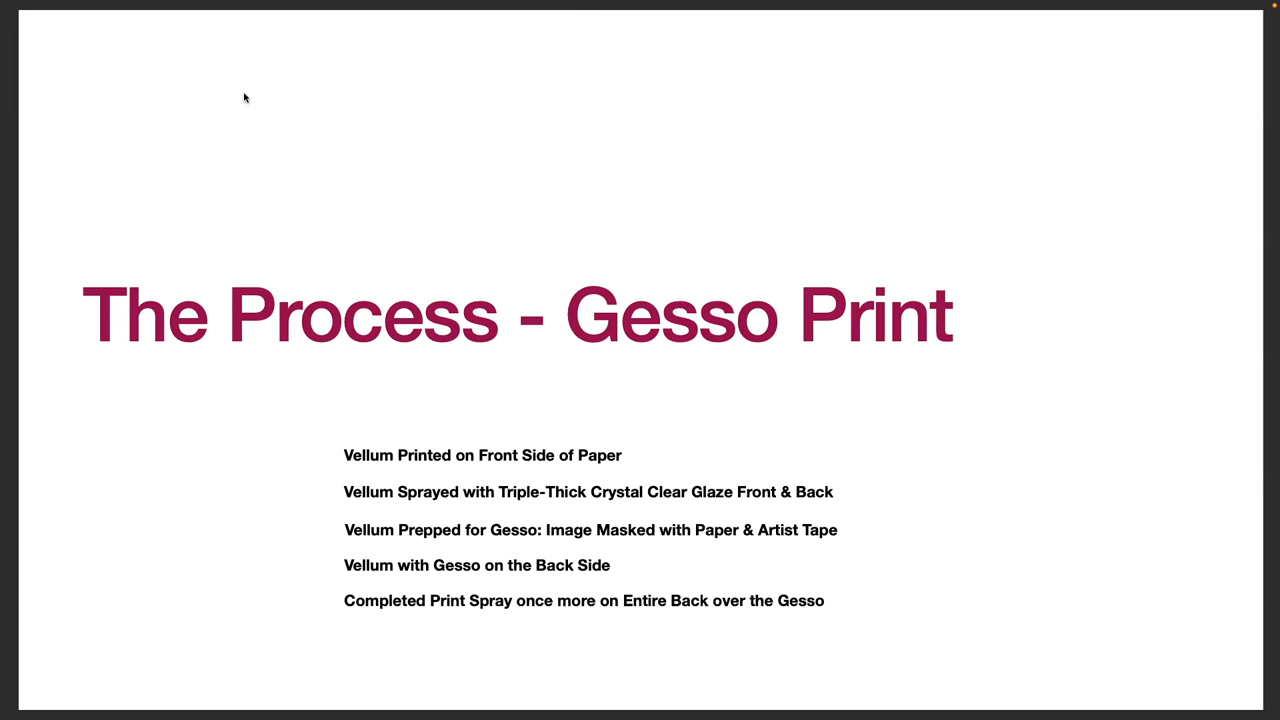 The Process - Gesso Print
Vellum Printed on Front Side of Paper
Vellum Sprayed with Triple-Thick Crystal Clear Glaze Front & Back
Vellum Prepped for Gesso: Image Masked with Paper & Artist Tape
Vellum with Gesso on the Back Side
Completed Print Spray once more on Entire Back over the Gesso